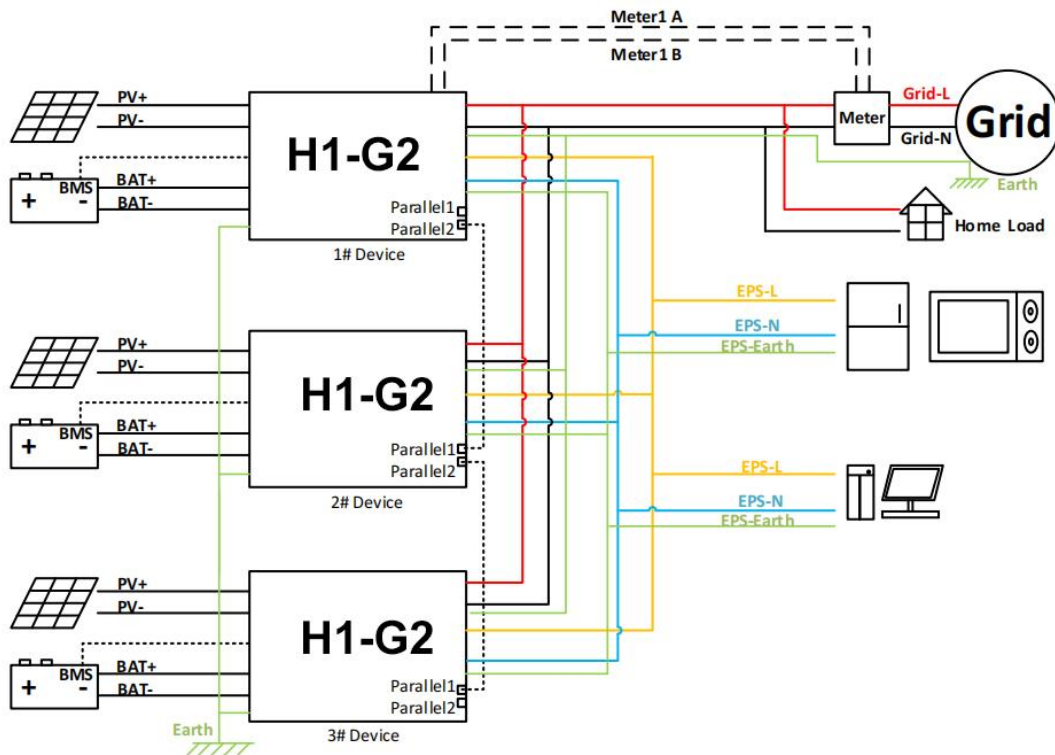 Meter1 A
Meter1 B
PV+
PV-
BMS
+
-
BAT+
BAT-
H1-G2
Parallel1
Parallel2
1# Device
Meter
Grid-L
Grid-N
Grid
Earth
Home Load
EPS-L
EPS-N
EPS-Earth
PV+
PV-
BMS
+
-
BAT+
BAT-
H1-G2
Parallel1
Parallel2
2# Device
EPS-L
EPS-N
EPS-Earth
PV+
PV-
BMS
+
-
BAT+
BAT-
H1-G2
Parallel1
Parallel2
3# Device
Earth